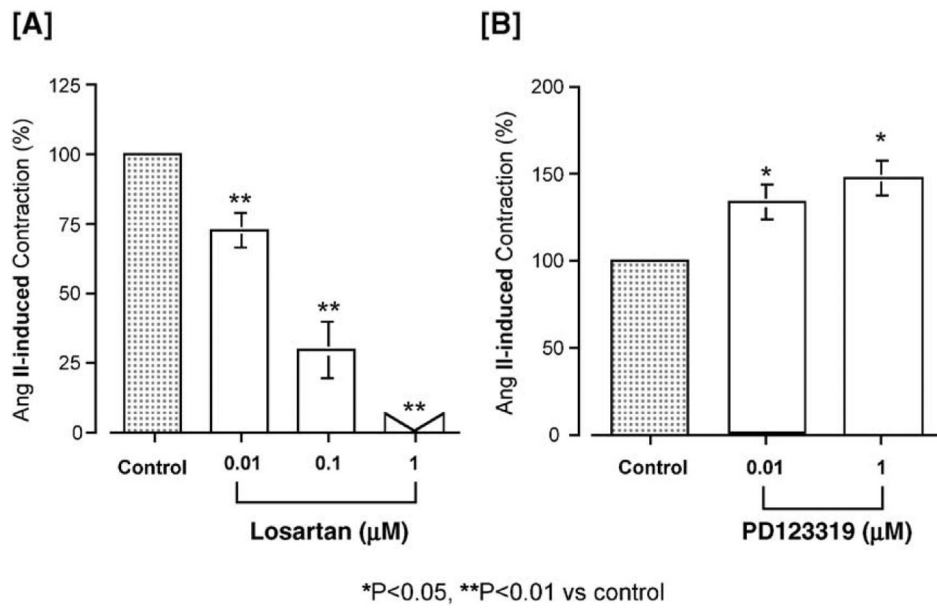 [A]
[B]
Ang II-induced Contraction (%)
125
100
75
50
25
0
**
**
**
Control
0.01
0.1
1
Losartan (μM)
Ang II-induced Contraction (%)
200
150
100
50
0
*
*
Control
0.01
1
PD123319 (μM)
*P<0.05, **P<0.01 vs control